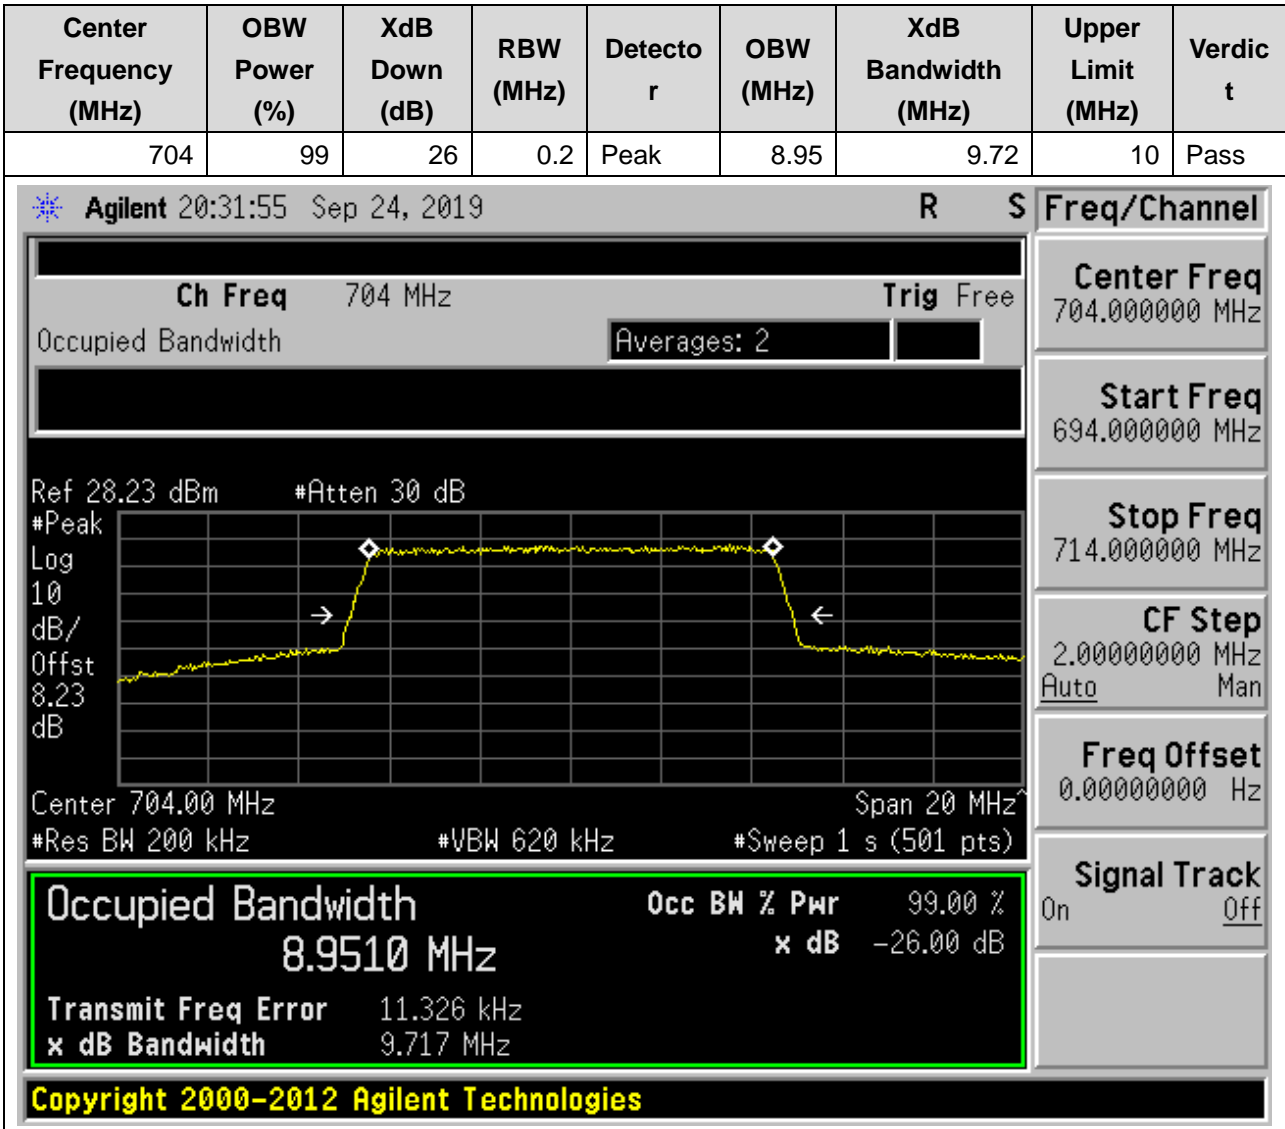 Center Frequency (MHz) OBW Power (%) XdB Down (dB) RBW (MHz) Detecto r OBW (MHz) XdB Bandwidth (MHz) Upper Limit (MHz) Verdic t
704 99 26 0.2 Peak 8.95 9.72 10 Pass
Agilent 20:31:55 Sep 24, 2019 R S Freq/Channel
Ch Freq 704 MHz Trig Free
Occupied Bandwidth Averages: 2
Center Freq
704.000000 MHz
Start Freq
694.000000 MHz
Stop Freq
714.000000 MHz
CF Step
2.00000000 MHz
Auto Man
Freq Offset
0.00000000 Hz
Signal Track
On Off
Ref 28.23 dBm #Atten 30 dB
#Peak
Log
10
dB/
Offst
8.23
dB
Center 704.00 MHz Span 20 MHz^
#Res BW 200 kHz #VBW 620 kHz #Sweep 1 s (501 pts)
Occupied Bandwidth Occ BW % Pwr 99.00 %
8.9510 MHz x dB -26.00 dB
Transmit Freq Error 11.326 kHz
x dB Bandwidth 9.717 MHz
Copyright 2000-2012 Agilent Technologies